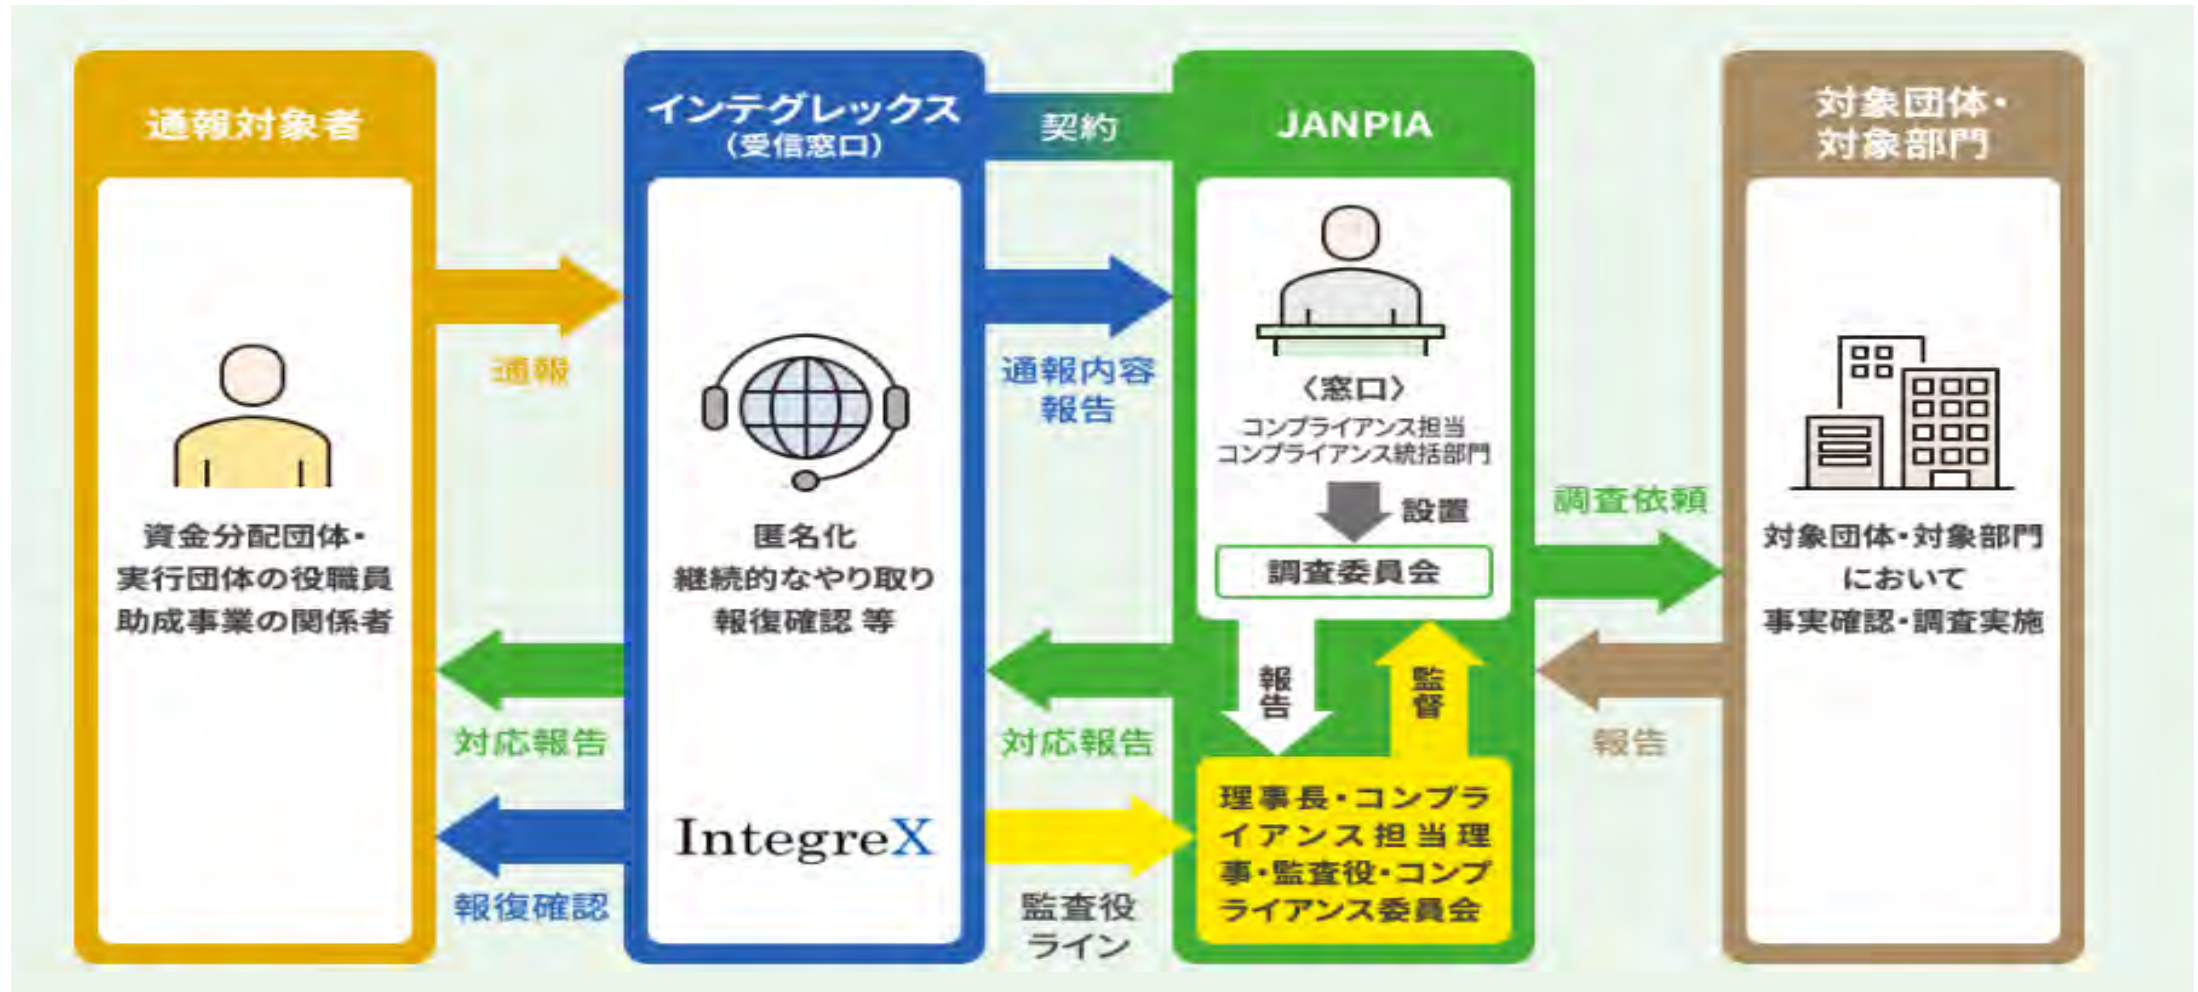 通報対象者
資金分配団体・
実行団体の役職員
助成事業の関係者
通報
対応報告
報復確認
インテグレックス
（受信窓口）
匿名化
継続的なやり取り
報復確認 等
IntegreX
契約
通報内容
報告
対応報告
監査役
ライン
JANPIA
〈窓口〉
コンプライアンス担当
コンプライアンス統括部門
設置
調査委員会
報告
監督
理事長・コンプラ
イアンス担当理
事・監査役・コンプ
ライアンス委員会
調査依頼
報告
対象団体・
対象部門
対象団体・対象部門
において
事実確認・調査実施